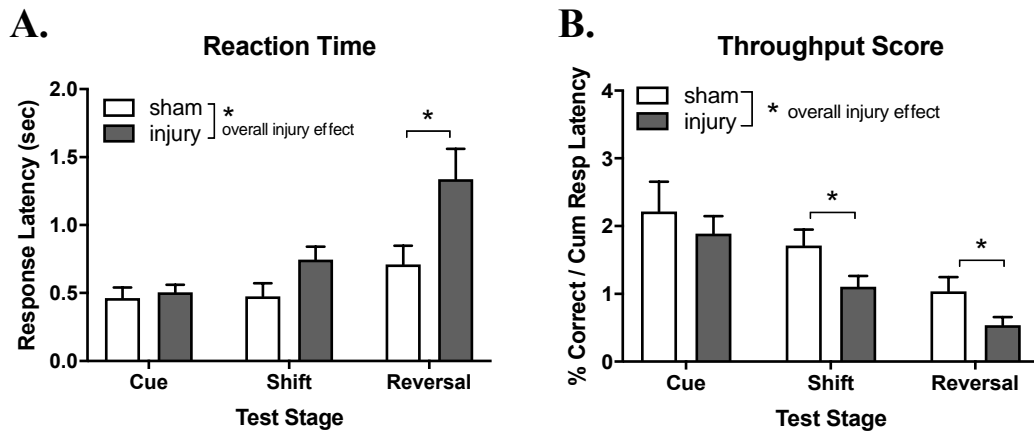 A.
Reaction Time
Response Latency (sec)
2.0
1.5
1.0
0.5
0.0
sham
injury
*
overall injury effect
*
Cue Shift Reversal
Test Stage
B.
Throughput Score
% Correct / Cum Resp Latency
4
3
2
1
0
sham
injury
* overall injury effect
*
*
Cue Shift Reversal
Test Stage